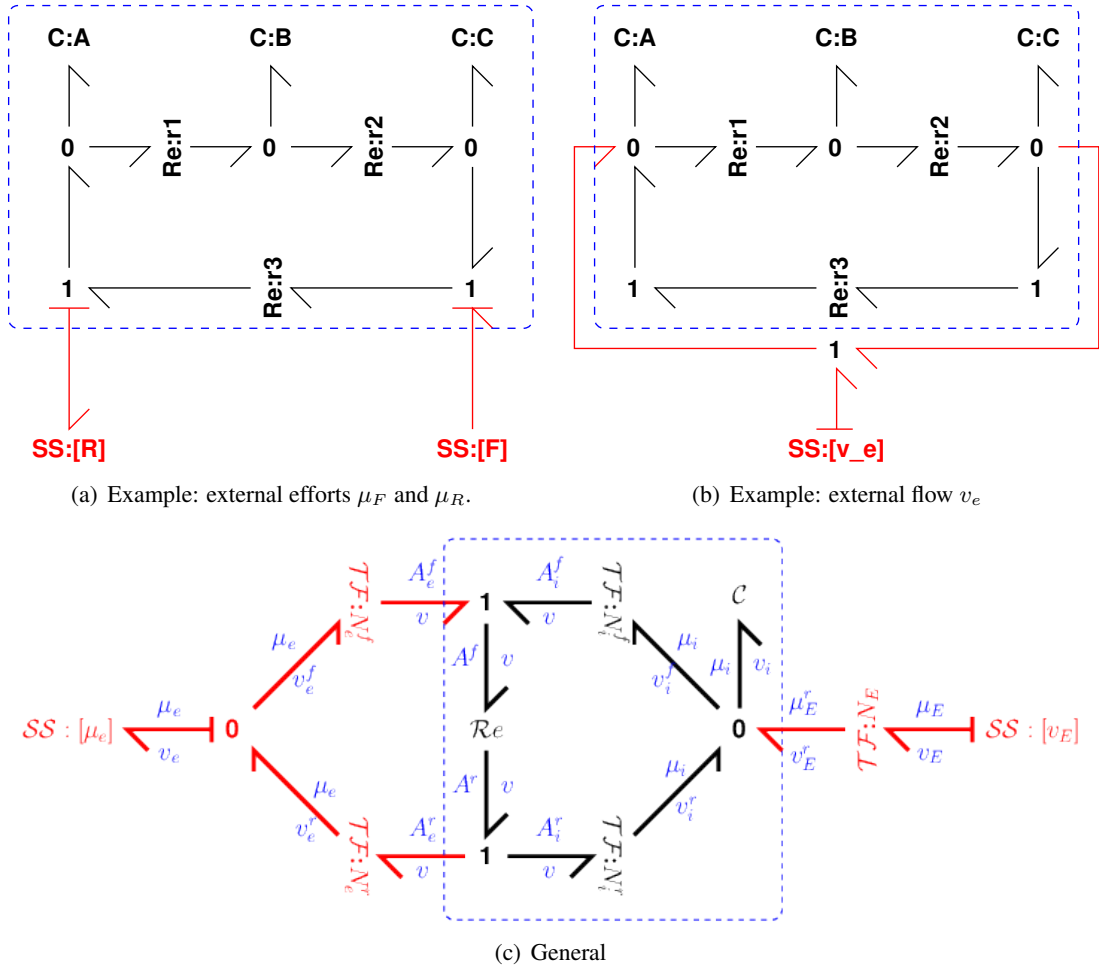 C:A C:B C:C
0 Re:r1 0 Re:r2 0
1 Re:r3 1
SS:[R] SS:[F]
(a) Example: external efforts μ_F and μ_R.
C:A C:B C:C
0 Re:r1 0 Re:r2 0
1 Re:r3 1
1
SS:[v_e]
(b) Example: external flow v_e
𝒯ℱ:N_e^f A_e^f v 1 A_i^f v 𝒯ℱ:N_i^f 𝒞
μ_e v_e^f A^f v μ_i v_i^f μ_i v_i
𝒮𝒮 : [μ_e] μ_e v_e 0 ℛe 0 μ_E^r v_E^r 𝒯ℱ:N_E μ_E v_E 𝒮𝒮 : [v_E]
μ_e v_e^r A^r v μ_i v_i^r
𝒯ℱ:N_e^r A_e^r v 1 A_i^r v 𝒯ℱ:N_i^r
(c) General